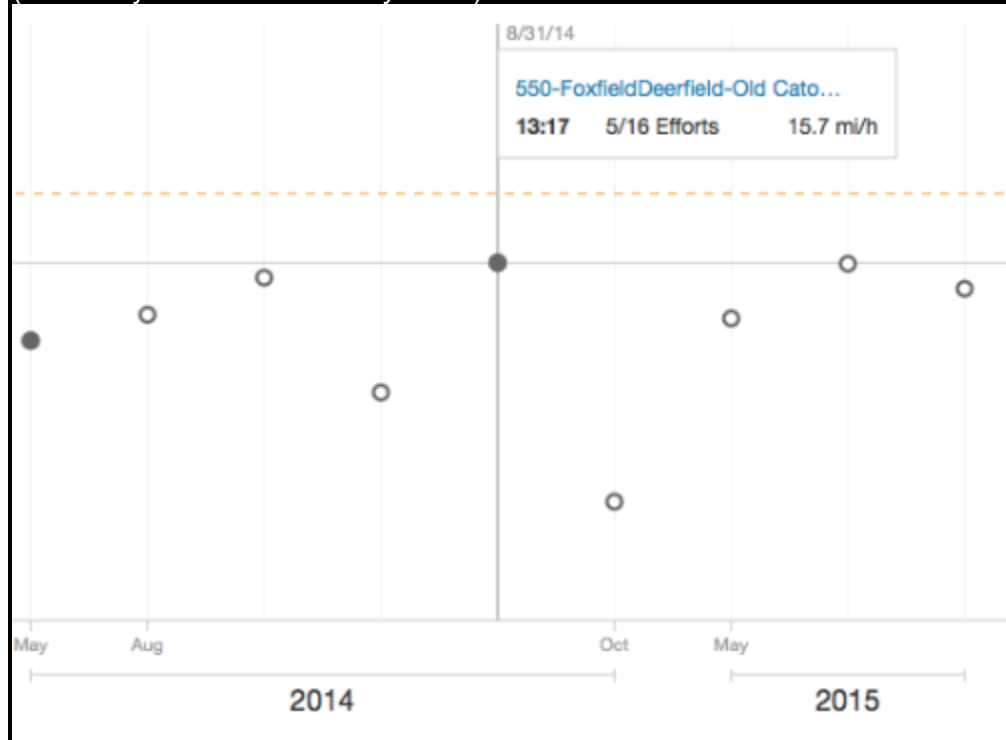 8/31/14
550-FoxfieldDeerfield-Old Cato...
13:17 5/16 Efforts 15.7 mi/h
May Aug Oct May
2014 2015